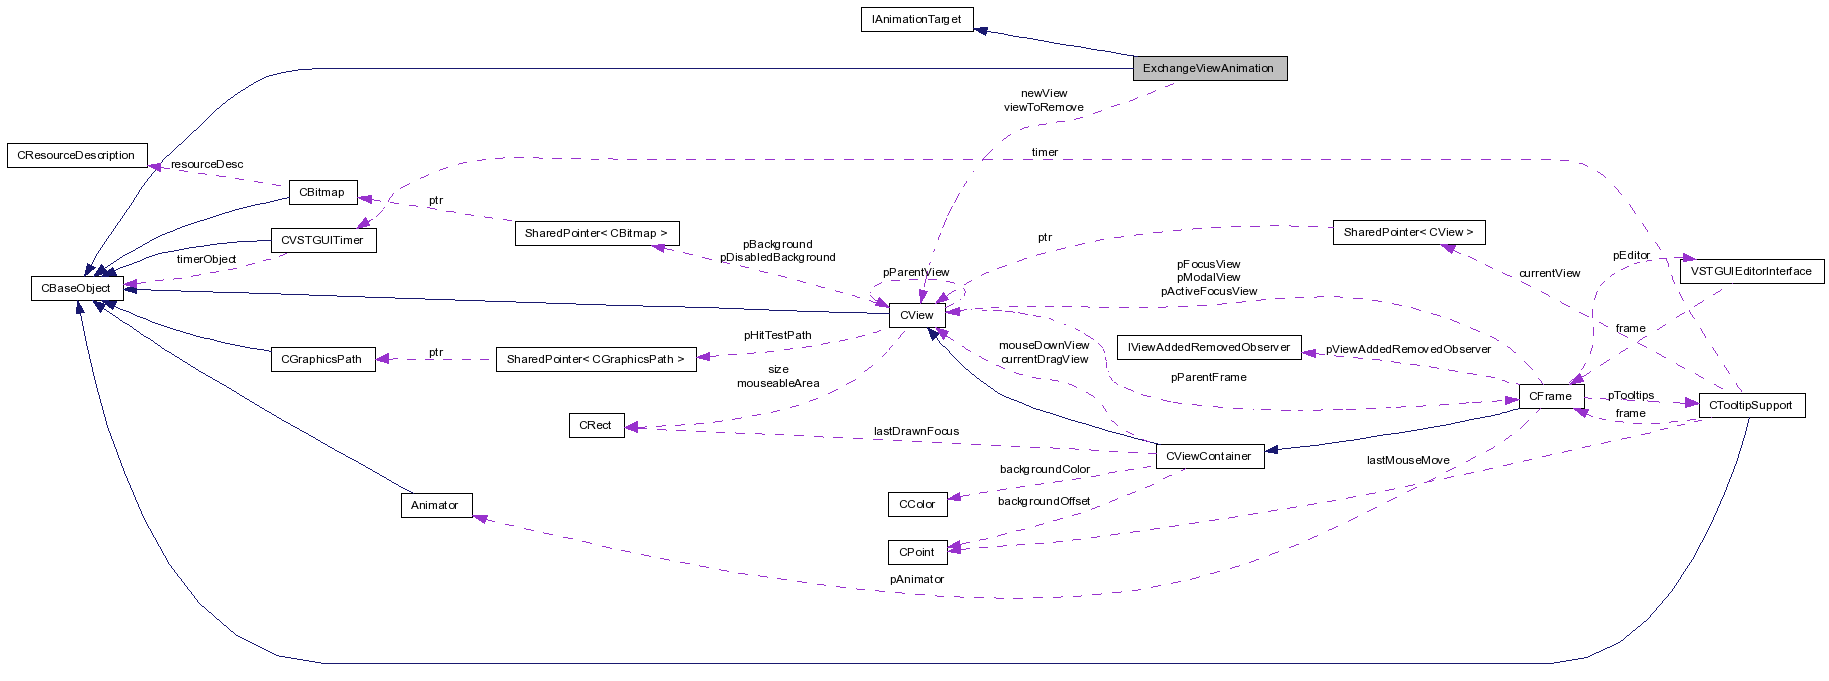 IAnimationTarget
ExchangeViewAnimation
newView
viewToRemove
CResourceDescription
resourceDesc
timer
CBitmap
ptr
SharedPointer< CBitmap >
SharedPointer< CView >
CVSTGUITimer
timerObject
pBackground
pDisabledBackground
ptr
pEditor
CBaseObject
pParentView
pFocusView
pModalView
pActiveFocusView
currentView
VSTGUIEditorInterface
CView
frame
pHitTestPath
mouseDownView
currentDragView
IViewAddedRemovedObserver
pViewAddedRemovedObserver
CGraphicsPath
ptr
SharedPointer< CGraphicsPath >
size
mouseableArea
pParentFrame
CFrame
pTooltips
CTooltipSupport
frame
CRect
lastDrawnFocus
CViewContainer
lastMouseMove
backgroundColor
Animator
CColor
backgroundOffset
CPoint
pAnimator